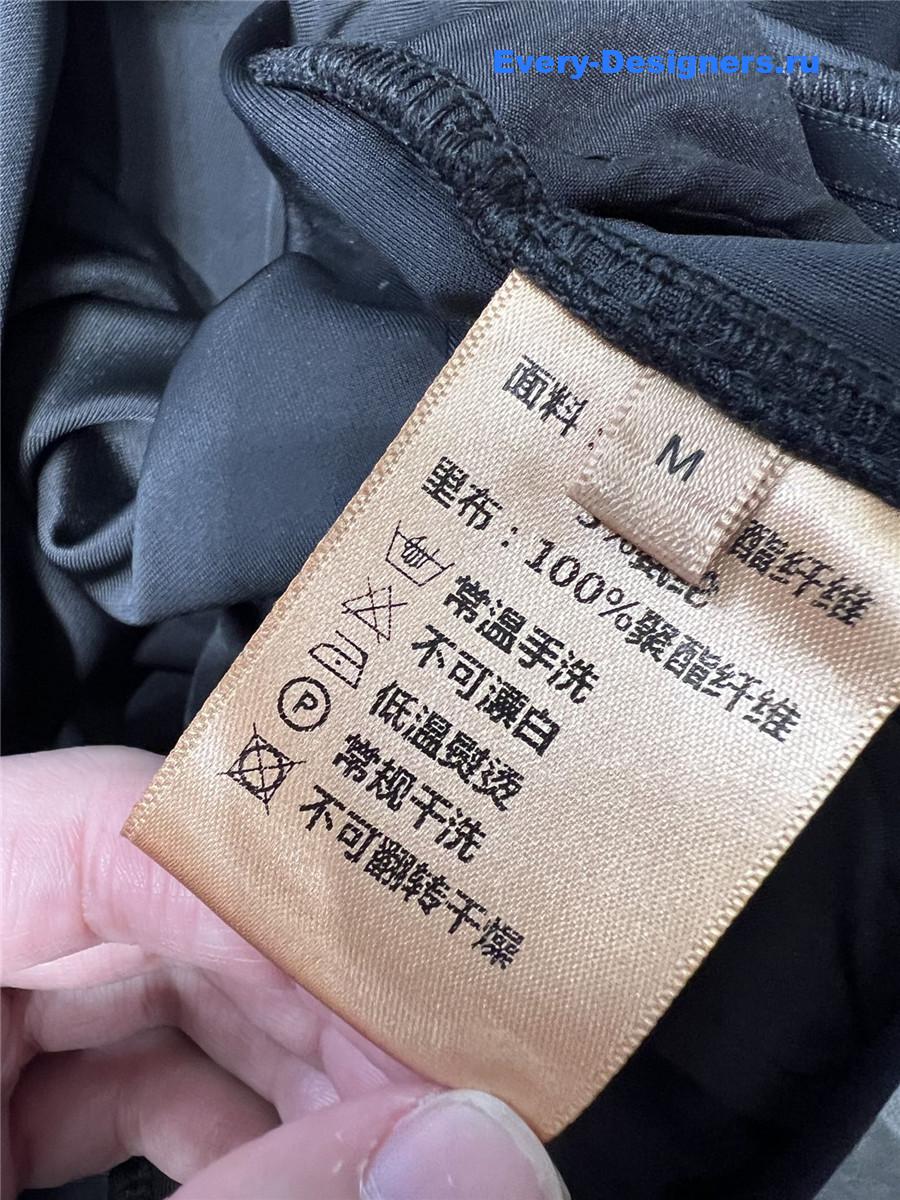 Every-Designers.ru
面料:
M
聚酯纤维
里布:100%聚酯纤维
常温手洗
不可漂白
低温熨烫
P
常规干洗
不可翻转干燥